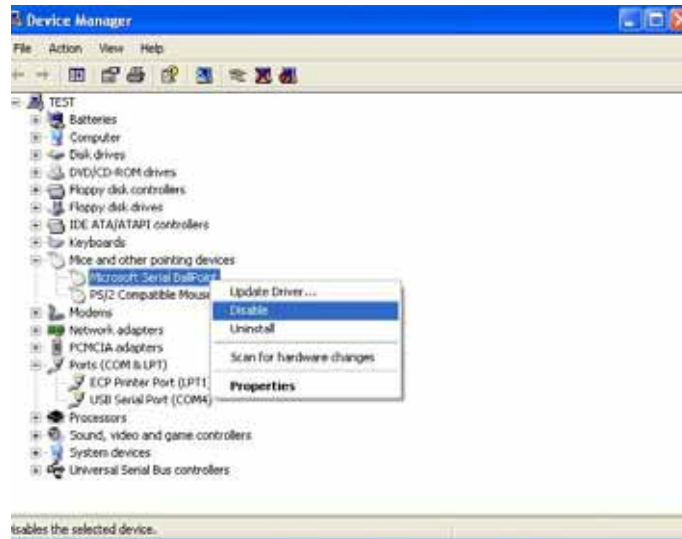 Device Manager
File Action View Help
TEST
Batteries
Computer
Disk drives
DVD/CD-ROM drives
Floppy disk controllers
Floppy disk drives
IDE ATA/ATAPI controllers
Keyboards
Mice and other pointing devices
Microsoft Serial BallPoint
PS/2 Compatible Mouse
Modems
Network adapters
PCMCIA adapters
Ports (COM & LPT)
ECP Printer Port (LPT1)
USB Serial Port (COM4)
Processors
Sound, video and game controllers
System devices
Universal Serial Bus controllers
Update Driver...
Disable
Uninstall
Scan for hardware changes
Properties
isables the selected device.